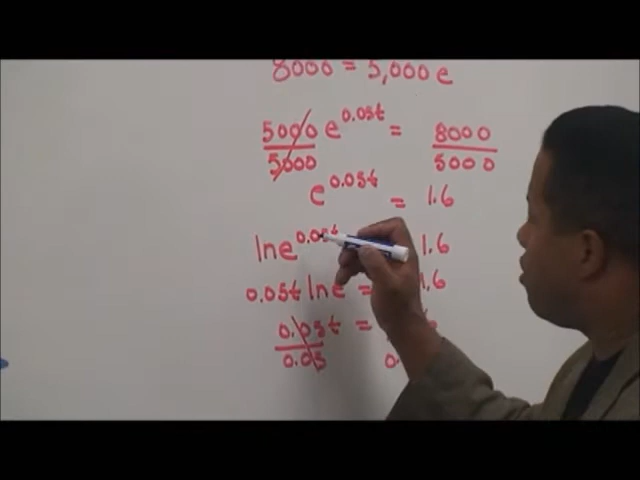 8000 = 5,000 e
5000 e^0.05t = 8000
5000 5000
e^0.05t = 1.6
ln e^0.05t 1.6
0.05t ln e = 1.6
0.05t =
0.05 0.